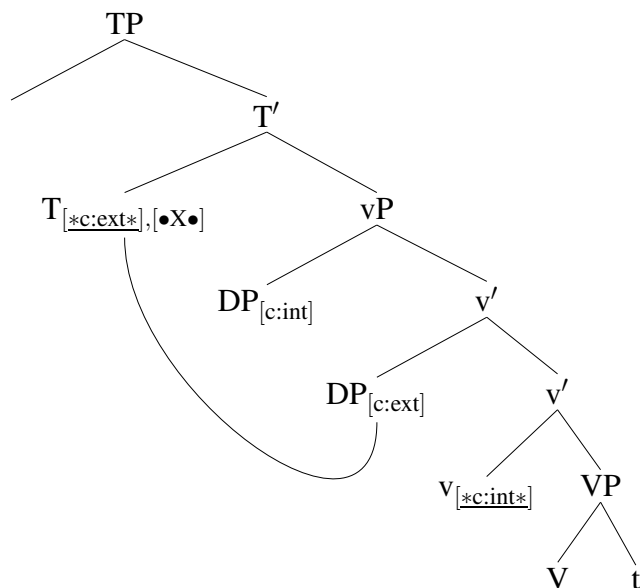 TP
T′
T[∗c:ext∗],[●X●] vP
DP[c:int] v′
DP[c:ext] v′
v[∗c:int∗] VP
V t